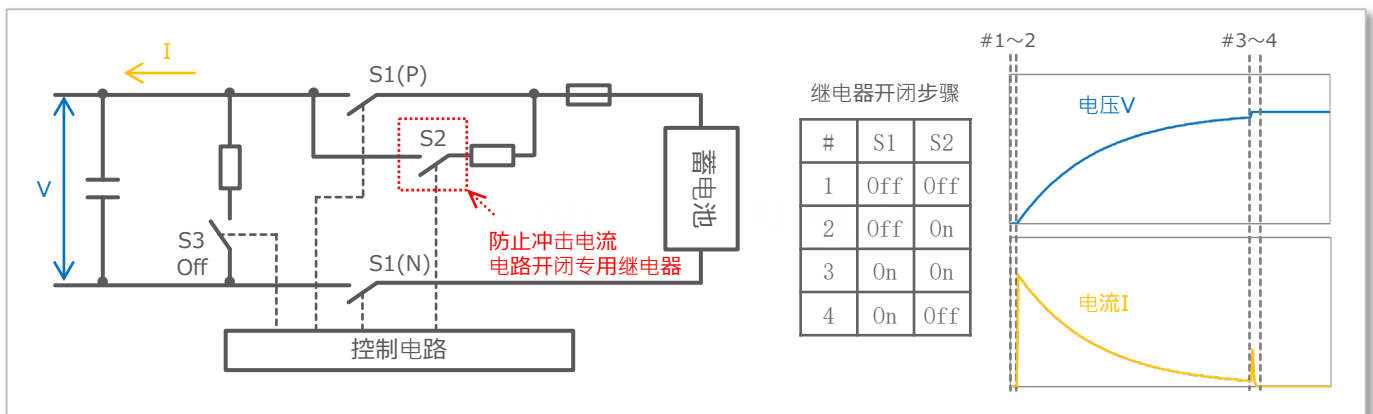 I
V
S1(P)
S2
S3
Off
S1(N)
防止冲击电流
电路开闭专用继电器
蓄电池
控制电路
继电器开闭步骤
# S1 S2
1 Off Off
2 Off On
3 On On
4 On Off
#1～2 #3～4
电压V
电流I